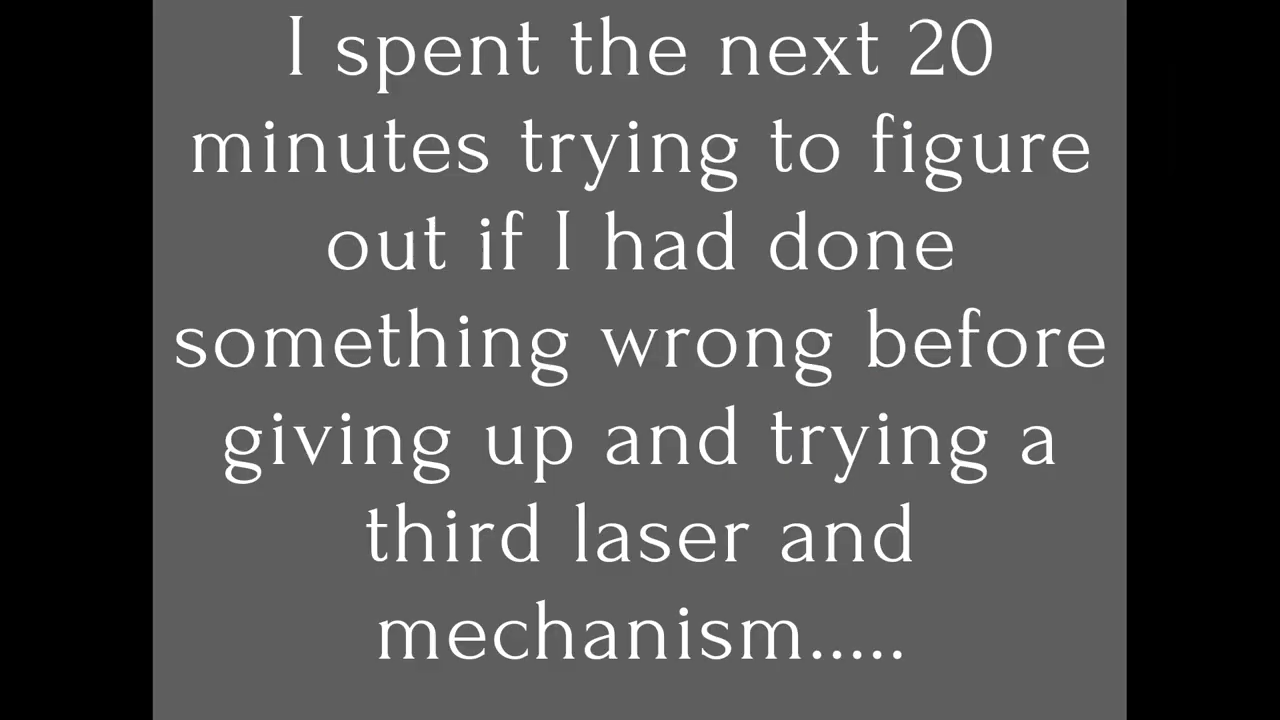 I spent the next 20
minutes trying to figure
out if I had done
something wrong before
giving up and trying a
third laser and
mechanism.....